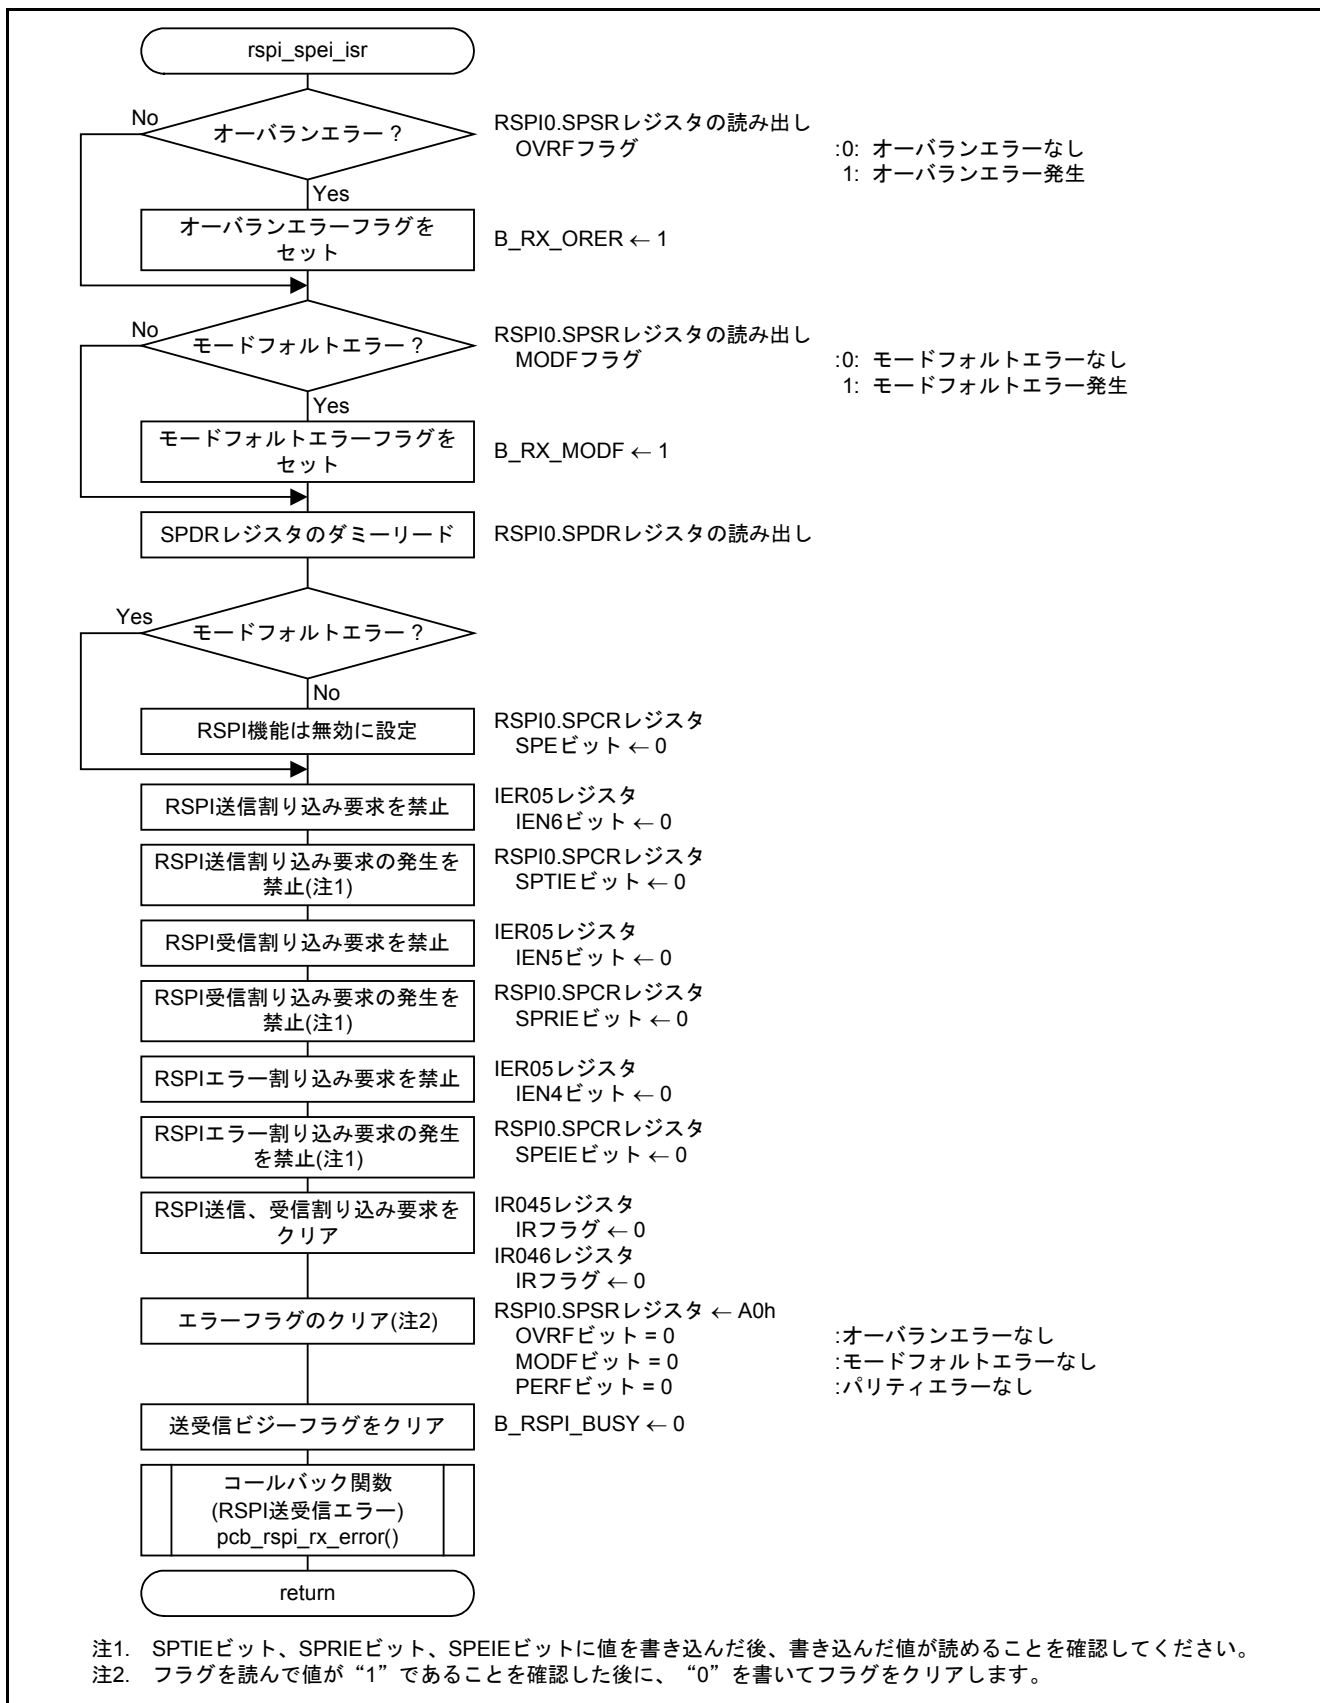 rspi_spei_isr
No
オーバランエラー ?
RSPI0.SPSRレジスタの読み出し
OVRFフラグ :0: オーバランエラーなし
1: オーバランエラー発生
Yes
オーバランエラーフラグを
セット
B_RX_ORER ← 1
No
モードフォルトエラー ?
RSPI0.SPSRレジスタの読み出し
MODFフラグ :0: モードフォルトエラーなし
1: モードフォルトエラー発生
Yes
モードフォルトエラーフラグを
セット
B_RX_MODF ← 1
SPDRレジスタのダミーリード
RSPI0.SPDRレジスタの読み出し
Yes
モードフォルトエラー ?
No
RSPI機能は無効に設定
RSPI0.SPCRレジスタ
SPEビット ← 0
RSPI送信割り込み要求を禁止
IER05レジスタ
IEN6ビット ← 0
RSPI送信割り込み要求の発生を
禁止(注1)
RSPI0.SPCRレジスタ
SPTIEビット ← 0
RSPI受信割り込み要求を禁止
IER05レジスタ
IEN5ビット ← 0
RSPI受信割り込み要求の発生を
禁止(注1)
RSPI0.SPCRレジスタ
SPRIEビット ← 0
RSPIエラー割り込み要求を禁止
IER05レジスタ
IEN4ビット ← 0
RSPIエラー割り込み要求の発生
を禁止(注1)
RSPI0.SPCRレジスタ
SPEIEビット ← 0
RSPI送信、受信割り込み要求を
クリア
IR045レジスタ
IRフラグ ← 0
IR046レジスタ
IRフラグ ← 0
エラーフラグのクリア(注2)
RSPI0.SPSRレジスタ ← A0h
OVRFビット = 0 :オーバランエラーなし
MODFビット = 0 :モードフォルトエラーなし
PERFビット = 0 :パリティエラーなし
送受信ビジーフラグをクリア
B_RSPI_BUSY ← 0
コールバック関数
(RSPI送受信エラー)
pcb_rspi_rx_error()
return
注1. SPTIEビット、SPRIEビット、SPEIEビットに値を書き込んだ後、書き込んだ値が読めることを確認してください。
注2. フラグを読んで値が“1”であることを確認した後に、“0”を書いてフラグをクリアします。